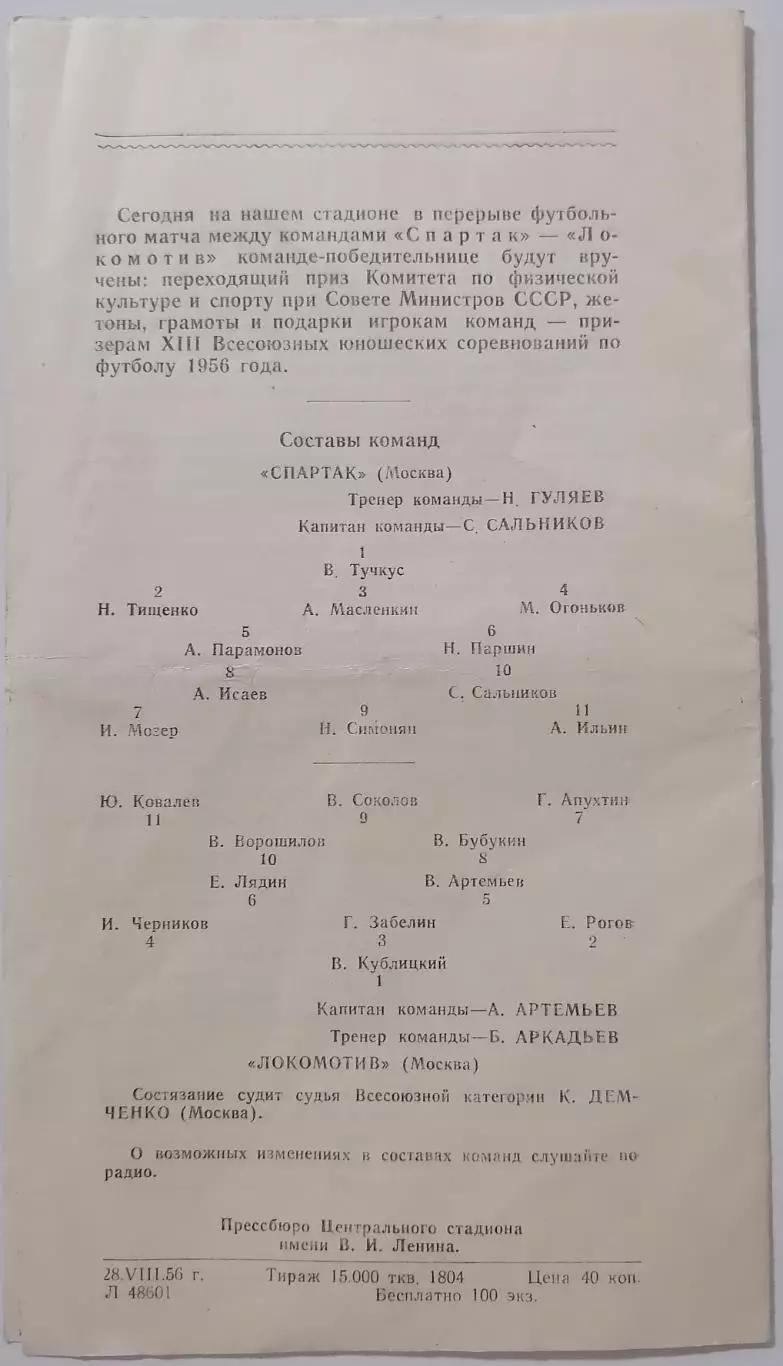 Сегодня на нашем стадионе в перерыве футболь-
ного матча между командами «Спартак» — «Ло-
комотив» команде-победительнице будут вру-
чены: переходящий приз Комитета по физической
культуре и спорту при Совете Министров СССР, же-
тоны, грамоты и подарки игрокам команд — при-
зерам XIII Всесоюзных юношеских соревнований по
футболу 1956 года.
Составы команд
«СПАРТАК» (Москва)
Тренер команды—Н. ГУЛЯЕВ
Капитан команды—С. САЛЬНИКОВ
1
В. Тучкус
2 3 4
Н. Тищенко А. Масленкин М. Огоньков
5 6
А. Парамонов Н. Паршин
8 10
А. Исаев С. Сальников
7 9 11
И. Мозер Н. Симонян А. Ильин
Ю. Ковалев В. Соколов Г. Апухтин
11 9 7
В. Ворошилов В. Бубукин
10 8
Е. Лядин В. Артемьев
6 5
И. Черников Г. Забелин Е. Рогов
4 3 2
В. Кублицкий
1
Капитан команды—А. АРТЕМЬЕВ
Тренер команды—Б. АРКАДЬЕВ
«ЛОКОМОТИВ» (Москва)
Состязание судит судья Всесоюзной категории К. ДЕМ-
ЧЕНКО (Москва).
О возможных изменениях в составах команд слушайте по
радио.
Прессбюро Центрального стадиона
имени В. И. Ленина.
28.VIII.56 г. Тираж 15.000 ткв. 1804 Цена 40 коп.
Л 48601 Бесплатно 100 экз.